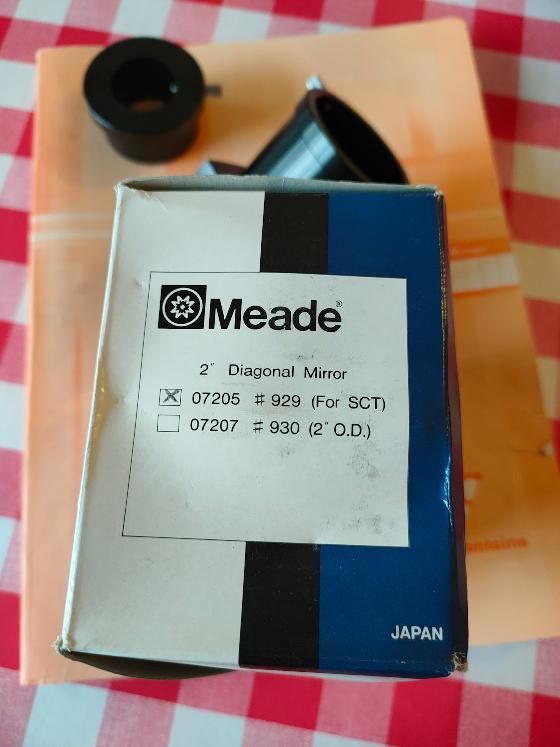 Meade®
2" Diagonal Mirror
☒ 07205 # 929 (For SCT)
☐ 07207 # 930 (2" O.D.)
JAPAN